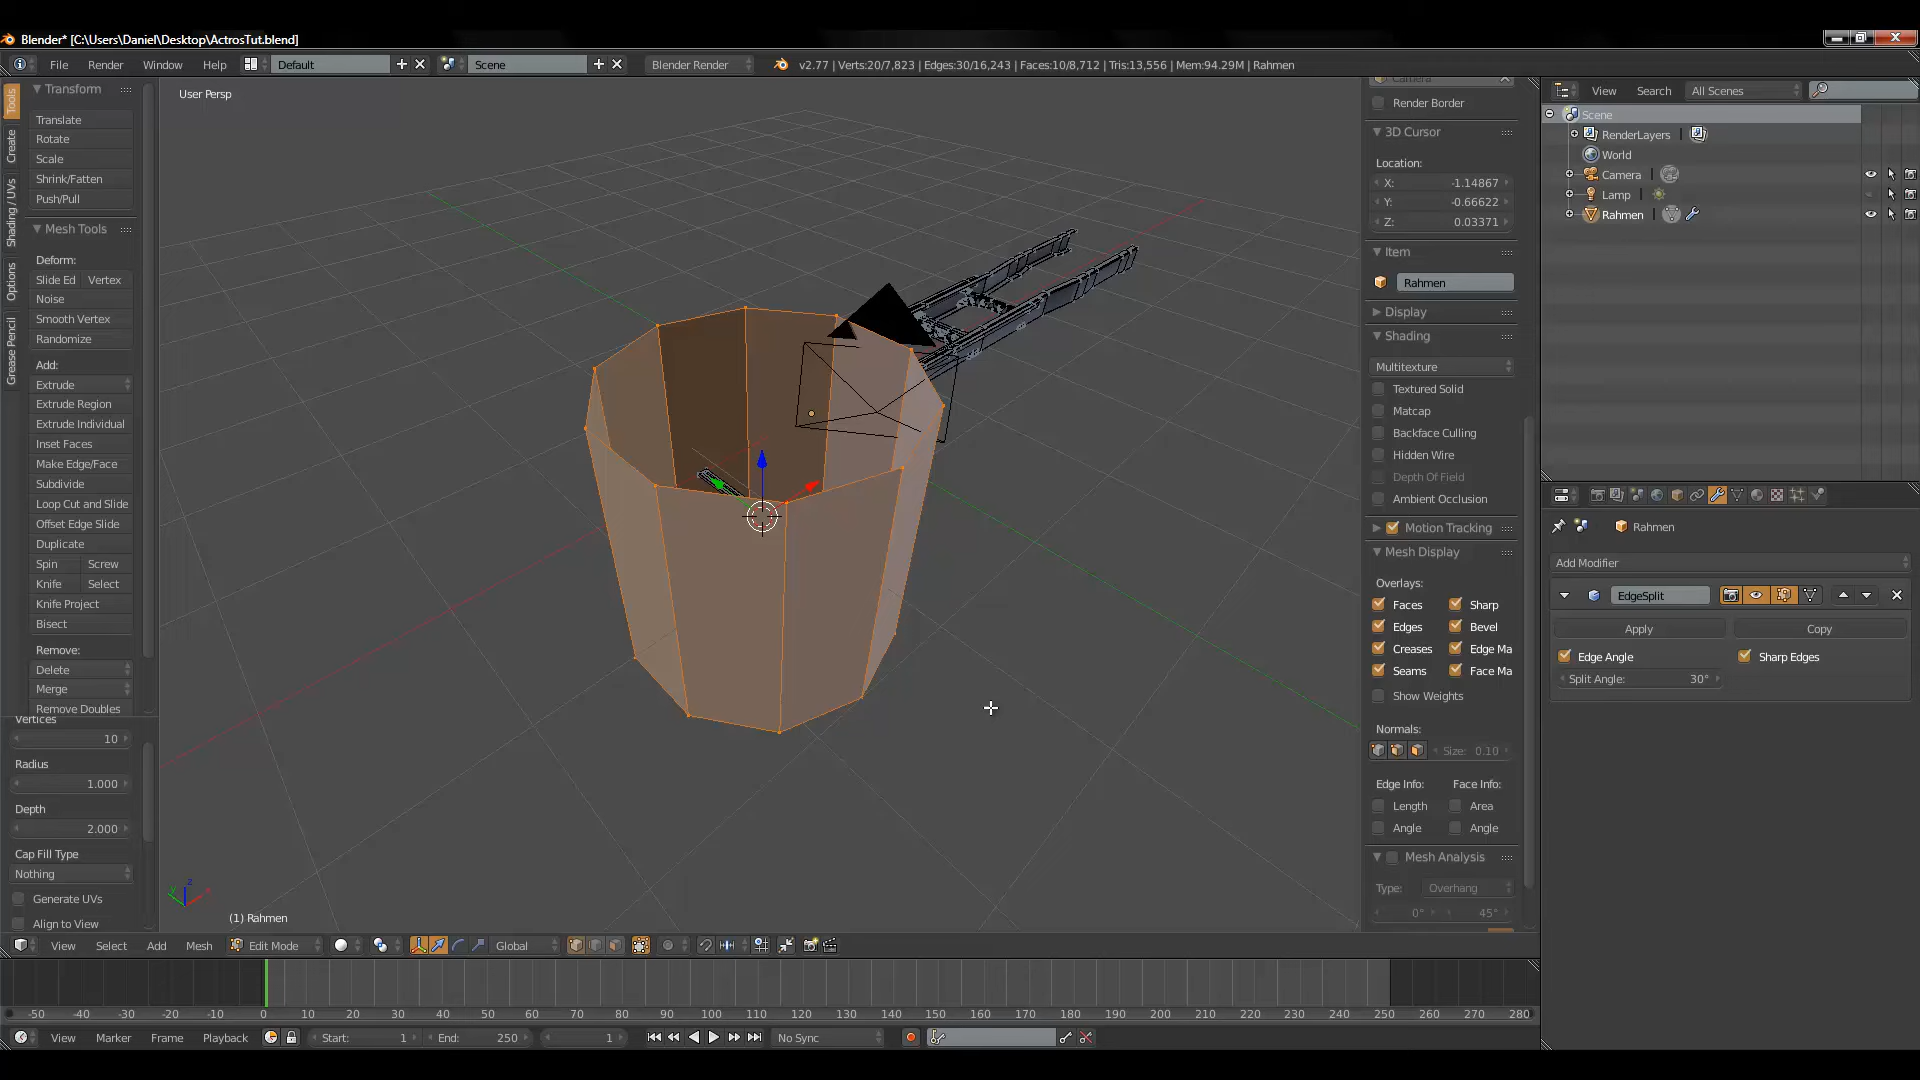 Blender* [C:\Users\Daniel\Desktop\ActrosTut.blend]
File Render Window Help Default Scene Blender Render v2.77 | Verts:20/7,823 | Edges:30/16,243 | Faces:10/8,712 | Tris:13,556 | Mem:94.29M | Rahmen
Tools
Create
Shading / UVs
Options
Grease Pencil
Transform
Translate
Rotate
Scale
Shrink/Fatten
Push/Pull
Mesh Tools
Deform:
Slide Ed Vertex
Noise
Smooth Vertex
Randomize
Add:
Extrude
Extrude Region
Extrude Individual
Inset Faces
Make Edge/Face
Subdivide
Loop Cut and Slide
Offset Edge Slide
Duplicate
Spin Screw
Knife Select
Knife Project
Bisect
Remove:
Delete
Merge
Remove Doubles
Vertices
10
Radius
1.000
Depth
2.000
Cap Fill Type
Nothing
Generate UVs
Align to View
User Persp
z
(1) Rahmen
Camera
Render Border
3D Cursor
Location:
X: -1.14867
Y: -0.66622
Z: 0.03371
Item
Rahmen
Display
Shading
Multitexture
Textured Solid
Matcap
Backface Culling
Hidden Wire
Depth Of Field
Ambient Occlusion
Motion Tracking
Mesh Display
Overlays:
Faces Sharp
Edges Bevel
Creases Edge Ma
Seams Face Ma
Show Weights
Normals:
Size: 0.10
Edge Info: Face Info:
Length Area
Angle Angle
Mesh Analysis
Type: Overhang
0° 45°
View Search All Scenes
Scene
RenderLayers
World
Camera
Lamp
Rahmen
Rahmen
Add Modifier
EdgeSplit
Apply Copy
Edge Angle Sharp Edges
Split Angle: 30°
View Select Add Mesh Edit Mode Global
-50 -40 -30 -20 -10 0 10 20 30 40 50 60 70 80 90 100 110 120 130 140 150 160 170 180 190 200 210 220 230 240 250 260 270 280
View Marker Frame Playback Start: 1 End: 250 1 No Sync